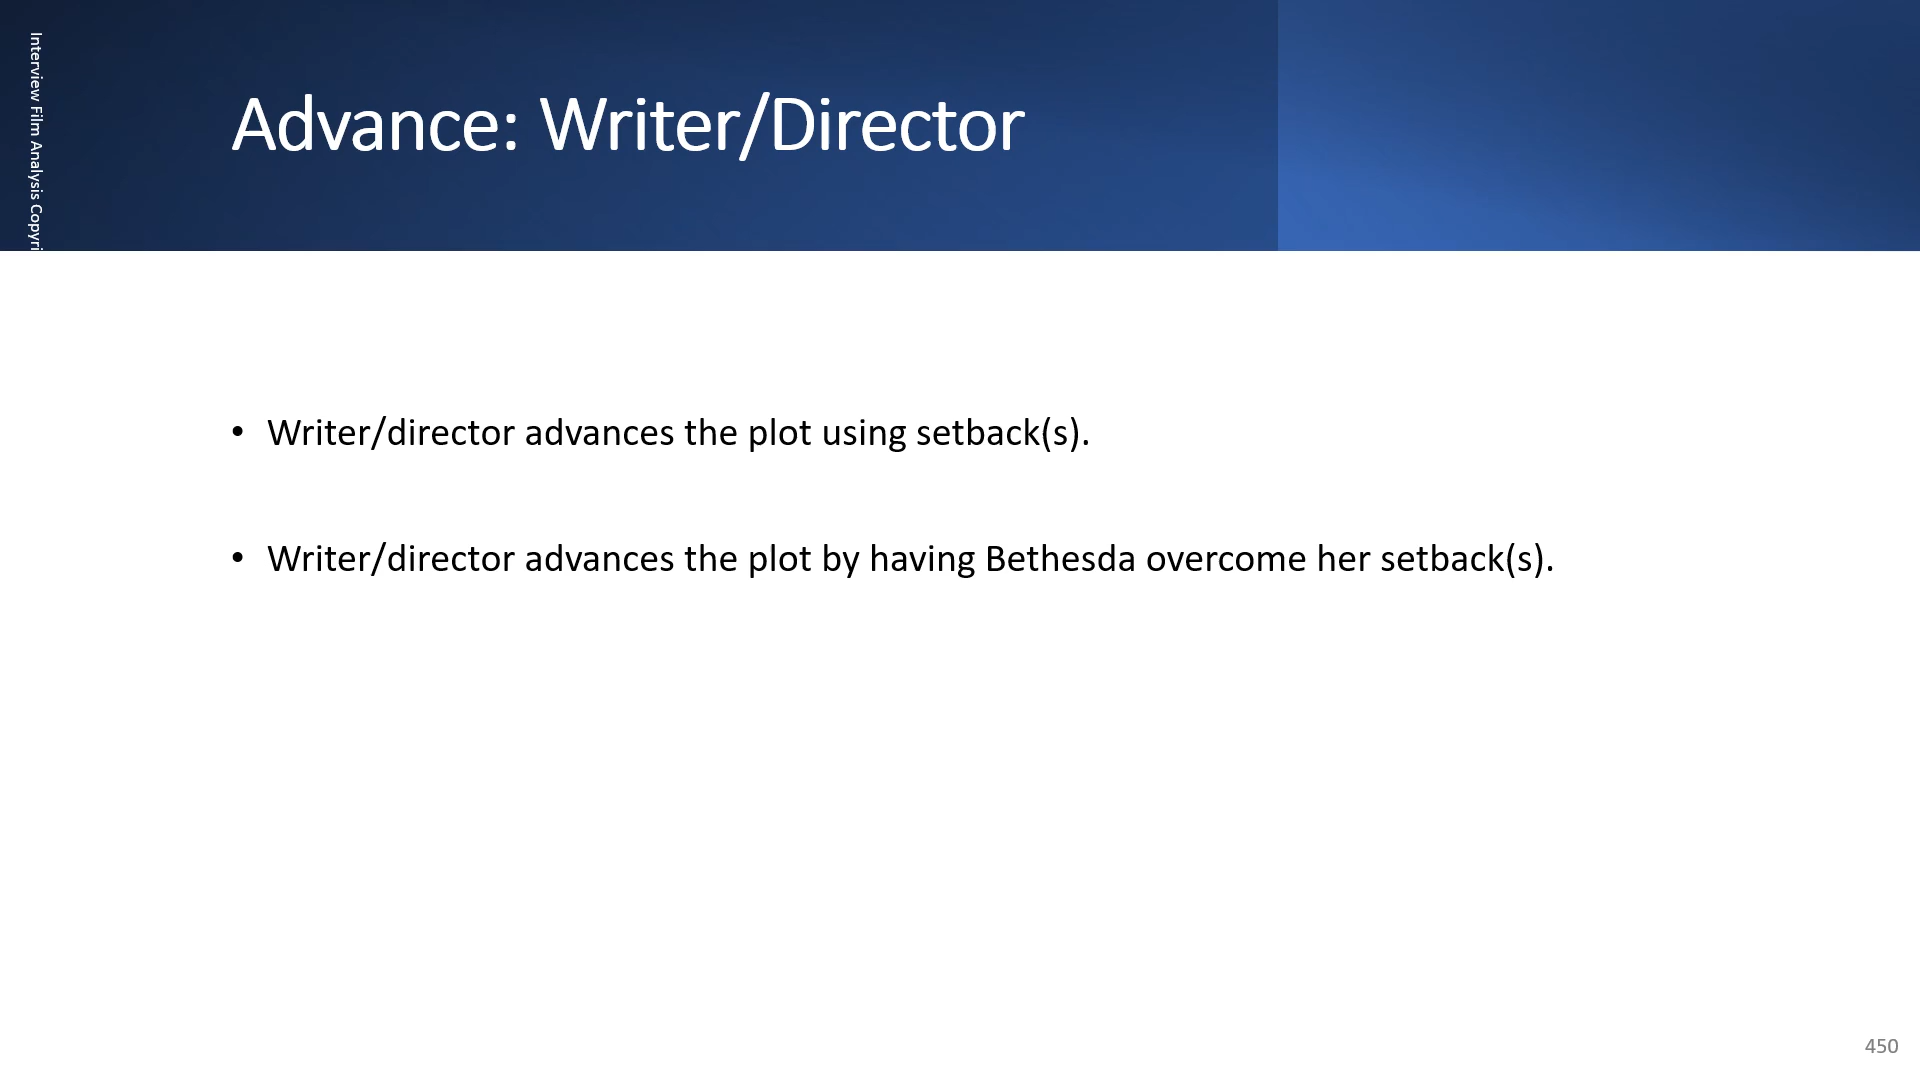 Interview Film Analysis
Advance: Writer/Director
• Writer/director advances the plot using setback(s).
• Writer/director advances the plot by having Bethesda overcome her setback(s).
450